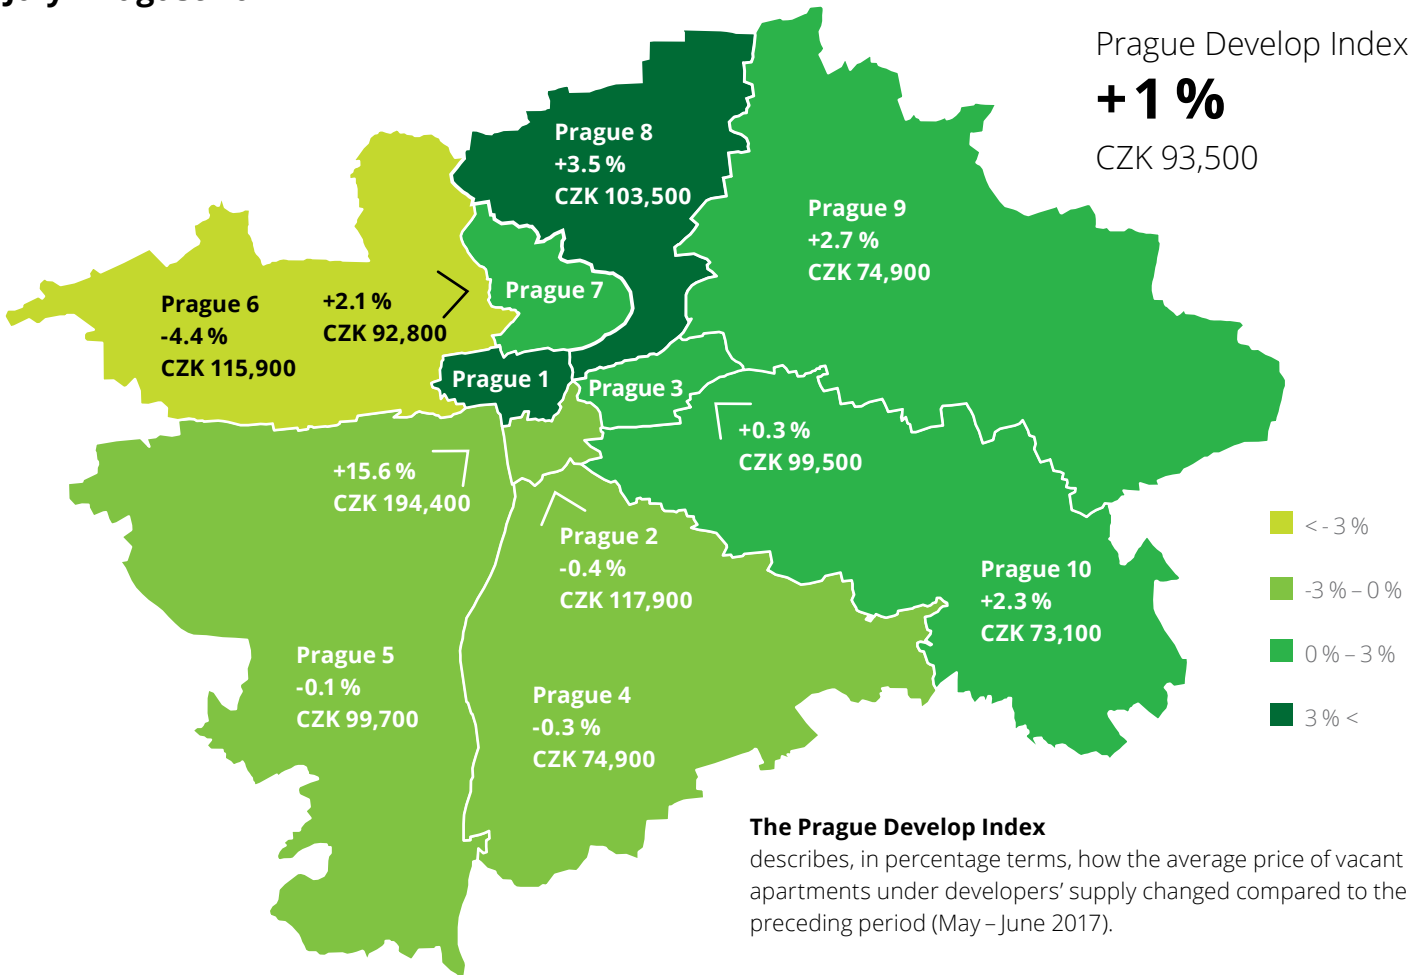 Prague Develop Index
+1 %
CZK 93,500
Prague 8
+3.5 %
CZK 103,500
Prague 9
+2.7 %
CZK 74,900
Prague 7
+2.1 %
CZK 92,800
Prague 6
-4.4 %
CZK 115,900
Prague 1
+15.6 %
CZK 194,400
Prague 3
+0.3 %
CZK 99,500
Prague 2
-0.4 %
CZK 117,900
Prague 10
+2.3 %
CZK 73,100
Prague 5
-0.1 %
CZK 99,700
Prague 4
-0.3 %
CZK 74,900
< - 3 %
-3 % – 0 %
0 % – 3 %
3 % <
The Prague Develop Index
describes, in percentage terms, how the average price of vacant
apartments under developers’ supply changed compared to the
preceding period (May – June 2017).